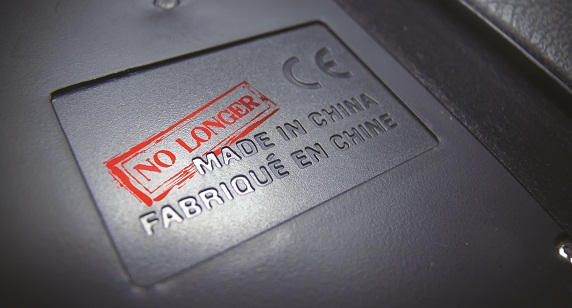 CE
NO LONGER
MADE IN CHINA
FABRIQUÉ EN CHINE